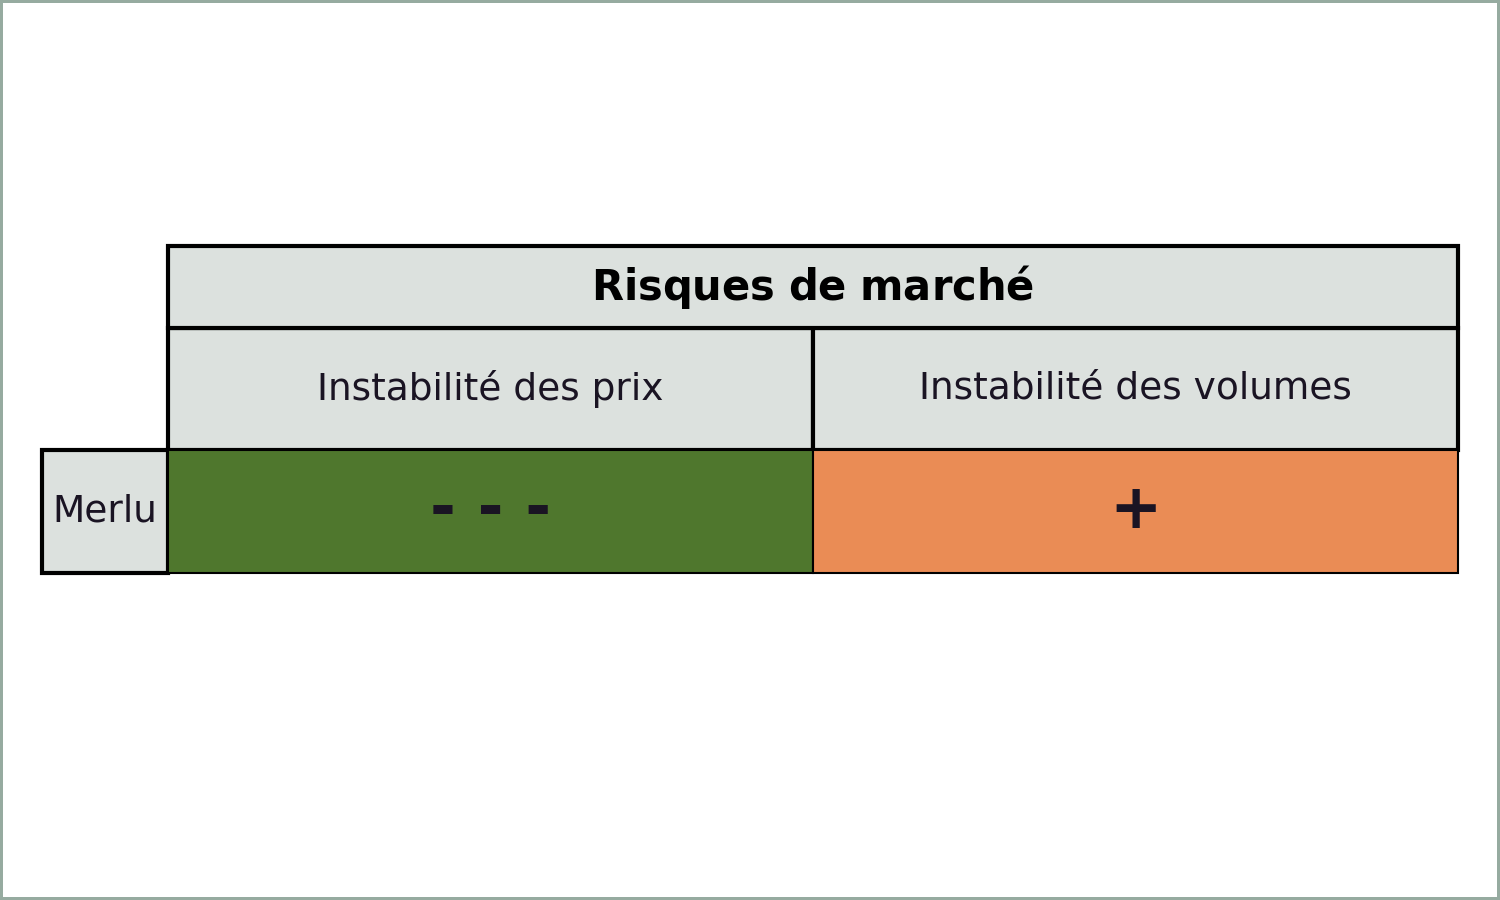 Risques de marché
Instabilité des prix
Instabilité des volumes
Merlu
- - -
+